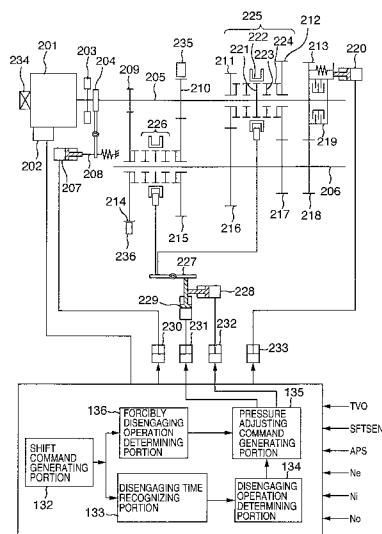 225
201
203
204
235
222
212
213
220
234
209
205
210
211
221
223
224
226
219
202
208
206
207
214
236
215
216
217
218
227
228
229
230
231
232
233
135
136
FORCIBLY
DISENGAGING
OPERATION
DETERMINING
PORTION
PRESSURE
ADJUSTING
COMMAND
GENERATING
PORTION
SHIFT
COMMAND
GENERATING
PORTION
132
DISENGAGING TIME
RECOGNIZING
PORTION
133
134
DISENGAGING
OPERATION
DETERMINING
PORTION
TVO
SFTSEN
APS
Ne
Ni
No